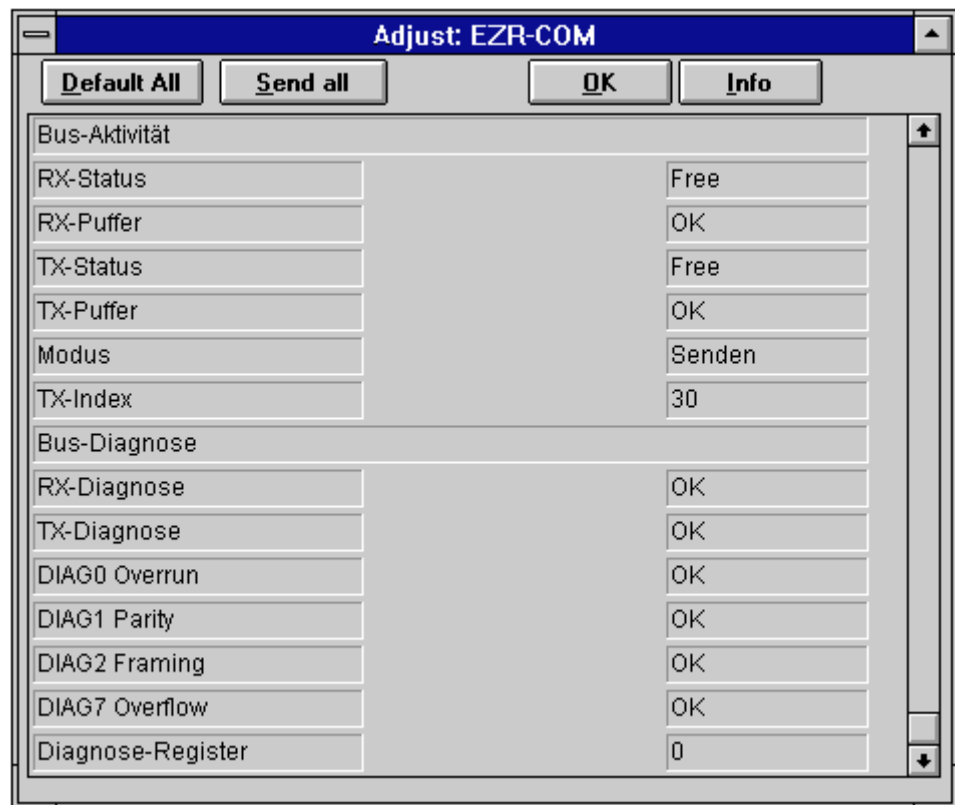 Adjust: EZR-COM
Default All Send all OK Info
Bus-Aktivität
RX-Status Free
RX-Puffer OK
TX-Status Free
TX-Puffer OK
Modus Senden
TX-Index 30
Bus-Diagnose
RX-Diagnose OK
TX-Diagnose OK
DIAG0 Overrun OK
DIAG1 Parity OK
DIAG2 Framing OK
DIAG7 Overflow OK
Diagnose-Register 0